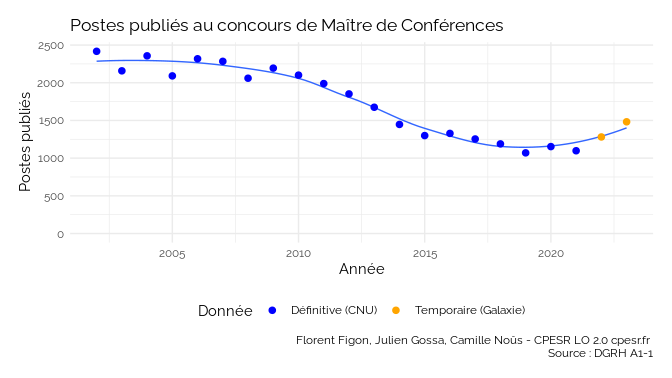 Postes publiés au concours de Maître de Conférences
Postes publiés
2500
2000
1500
1000
500
0
2005 2010 2015 2020
Année
Donnée Définitive (CNU) Temporaire (Galaxie)
Florent Figon, Julien Gossa, Camille Noûs - CPESR LO 2.0 cpesr.fr
Source : DGRH A1-1